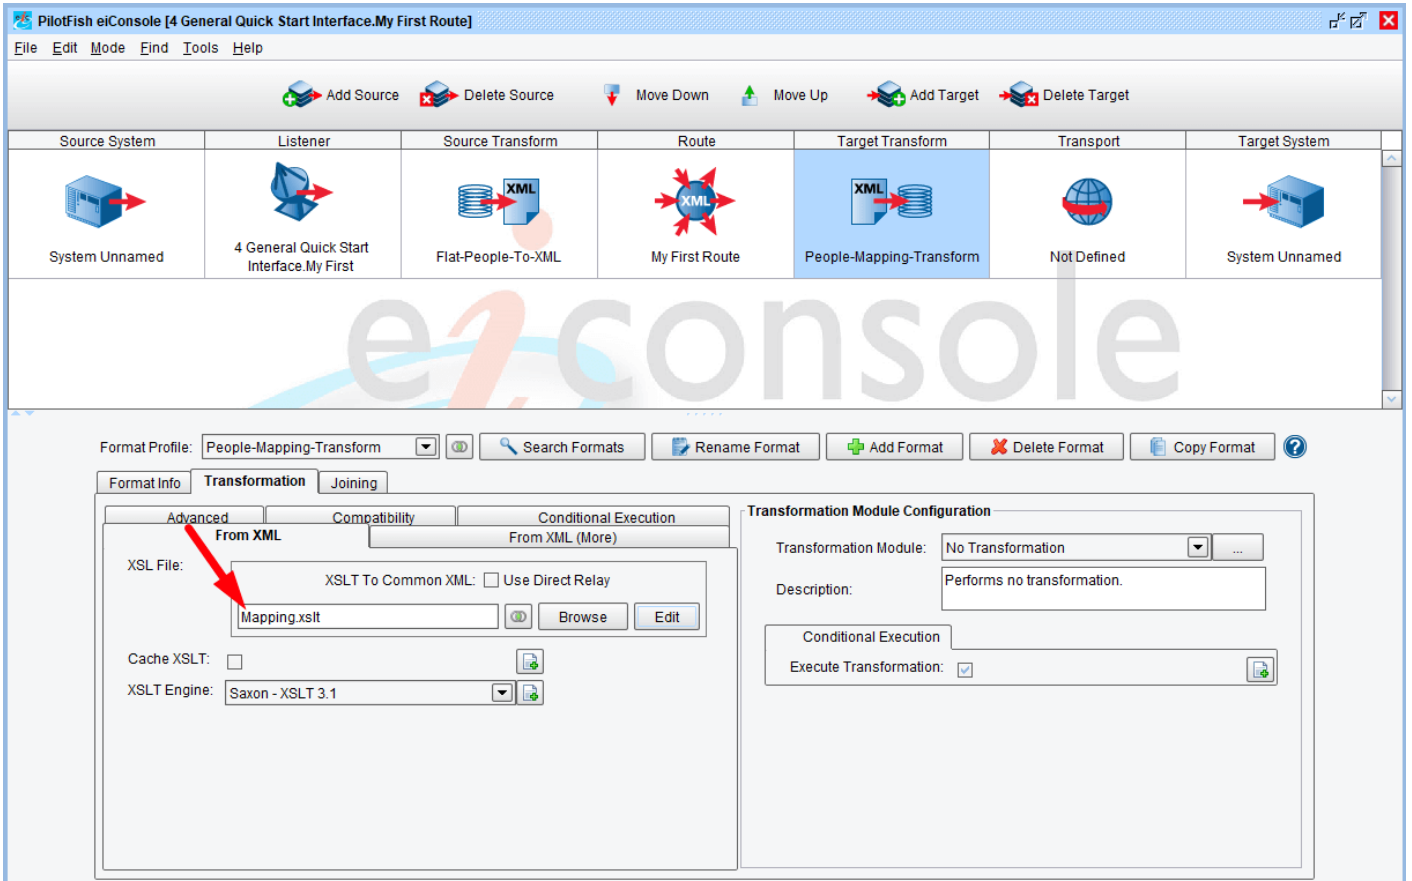 PilotFish eiConsole [4 General Quick Start Interface.My First Route]
File Edit Mode Find Tools Help
Add Source Delete Source Move Down Move Up Add Target Delete Target
Source System Listener Source Transform Route Target Transform Transport Target System
XML XML XML
System Unnamed 4 General Quick Start Flat-People-To-XML My First Route People-Mapping-Transform Not Defined System Unnamed
Interface.My First
eiconsole
Format Profile: People-Mapping-Transform Search Formats Rename Format Add Format Delete Format Copy Format ?
Format Info Transformation Joining
Advanced Compatibility Conditional Execution Transformation Module Configuration
From XML From XML (More)
Transformation Module: No Transformation ...
XSL File:
XSLT To Common XML: Use Direct Relay
Description: Performs no transformation.
Mapping.xslt Browse Edit
Conditional Execution
Cache XSLT:
Execute Transformation:
XSLT Engine: Saxon - XSLT 3.1